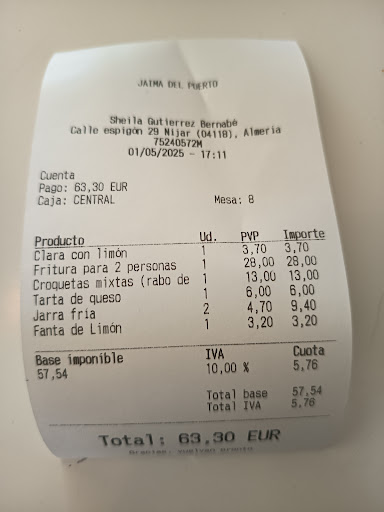 JAIMA DEL PUERTO
Sheila Gutierrez Bernabé
Calle espigón 29 Nijar (04118), Almeria
75240572M
01/05/2025 - 17:11
Cuenta
Pago: 63,30 EUR
Caja: CENTRAL Mesa: 8
Producto Ud. PVP Importe
Clara con limón 1 3,70 3,70
Fritura para 2 personas 1 28,00 28,00
Croquetas mixtas (rabo de 1 13,00 13,00
Tarta de queso 1 6,00 6,00
Jarra fria 2 4,70 9,40
Fanta de Limón 1 3,20 3,20
Base imponible IVA Cuota
57,54 10,00 % 5,76
Total base 57,54
Total IVA 5,76
Total: 63,30 EUR
Gracias, vuelvan pronto